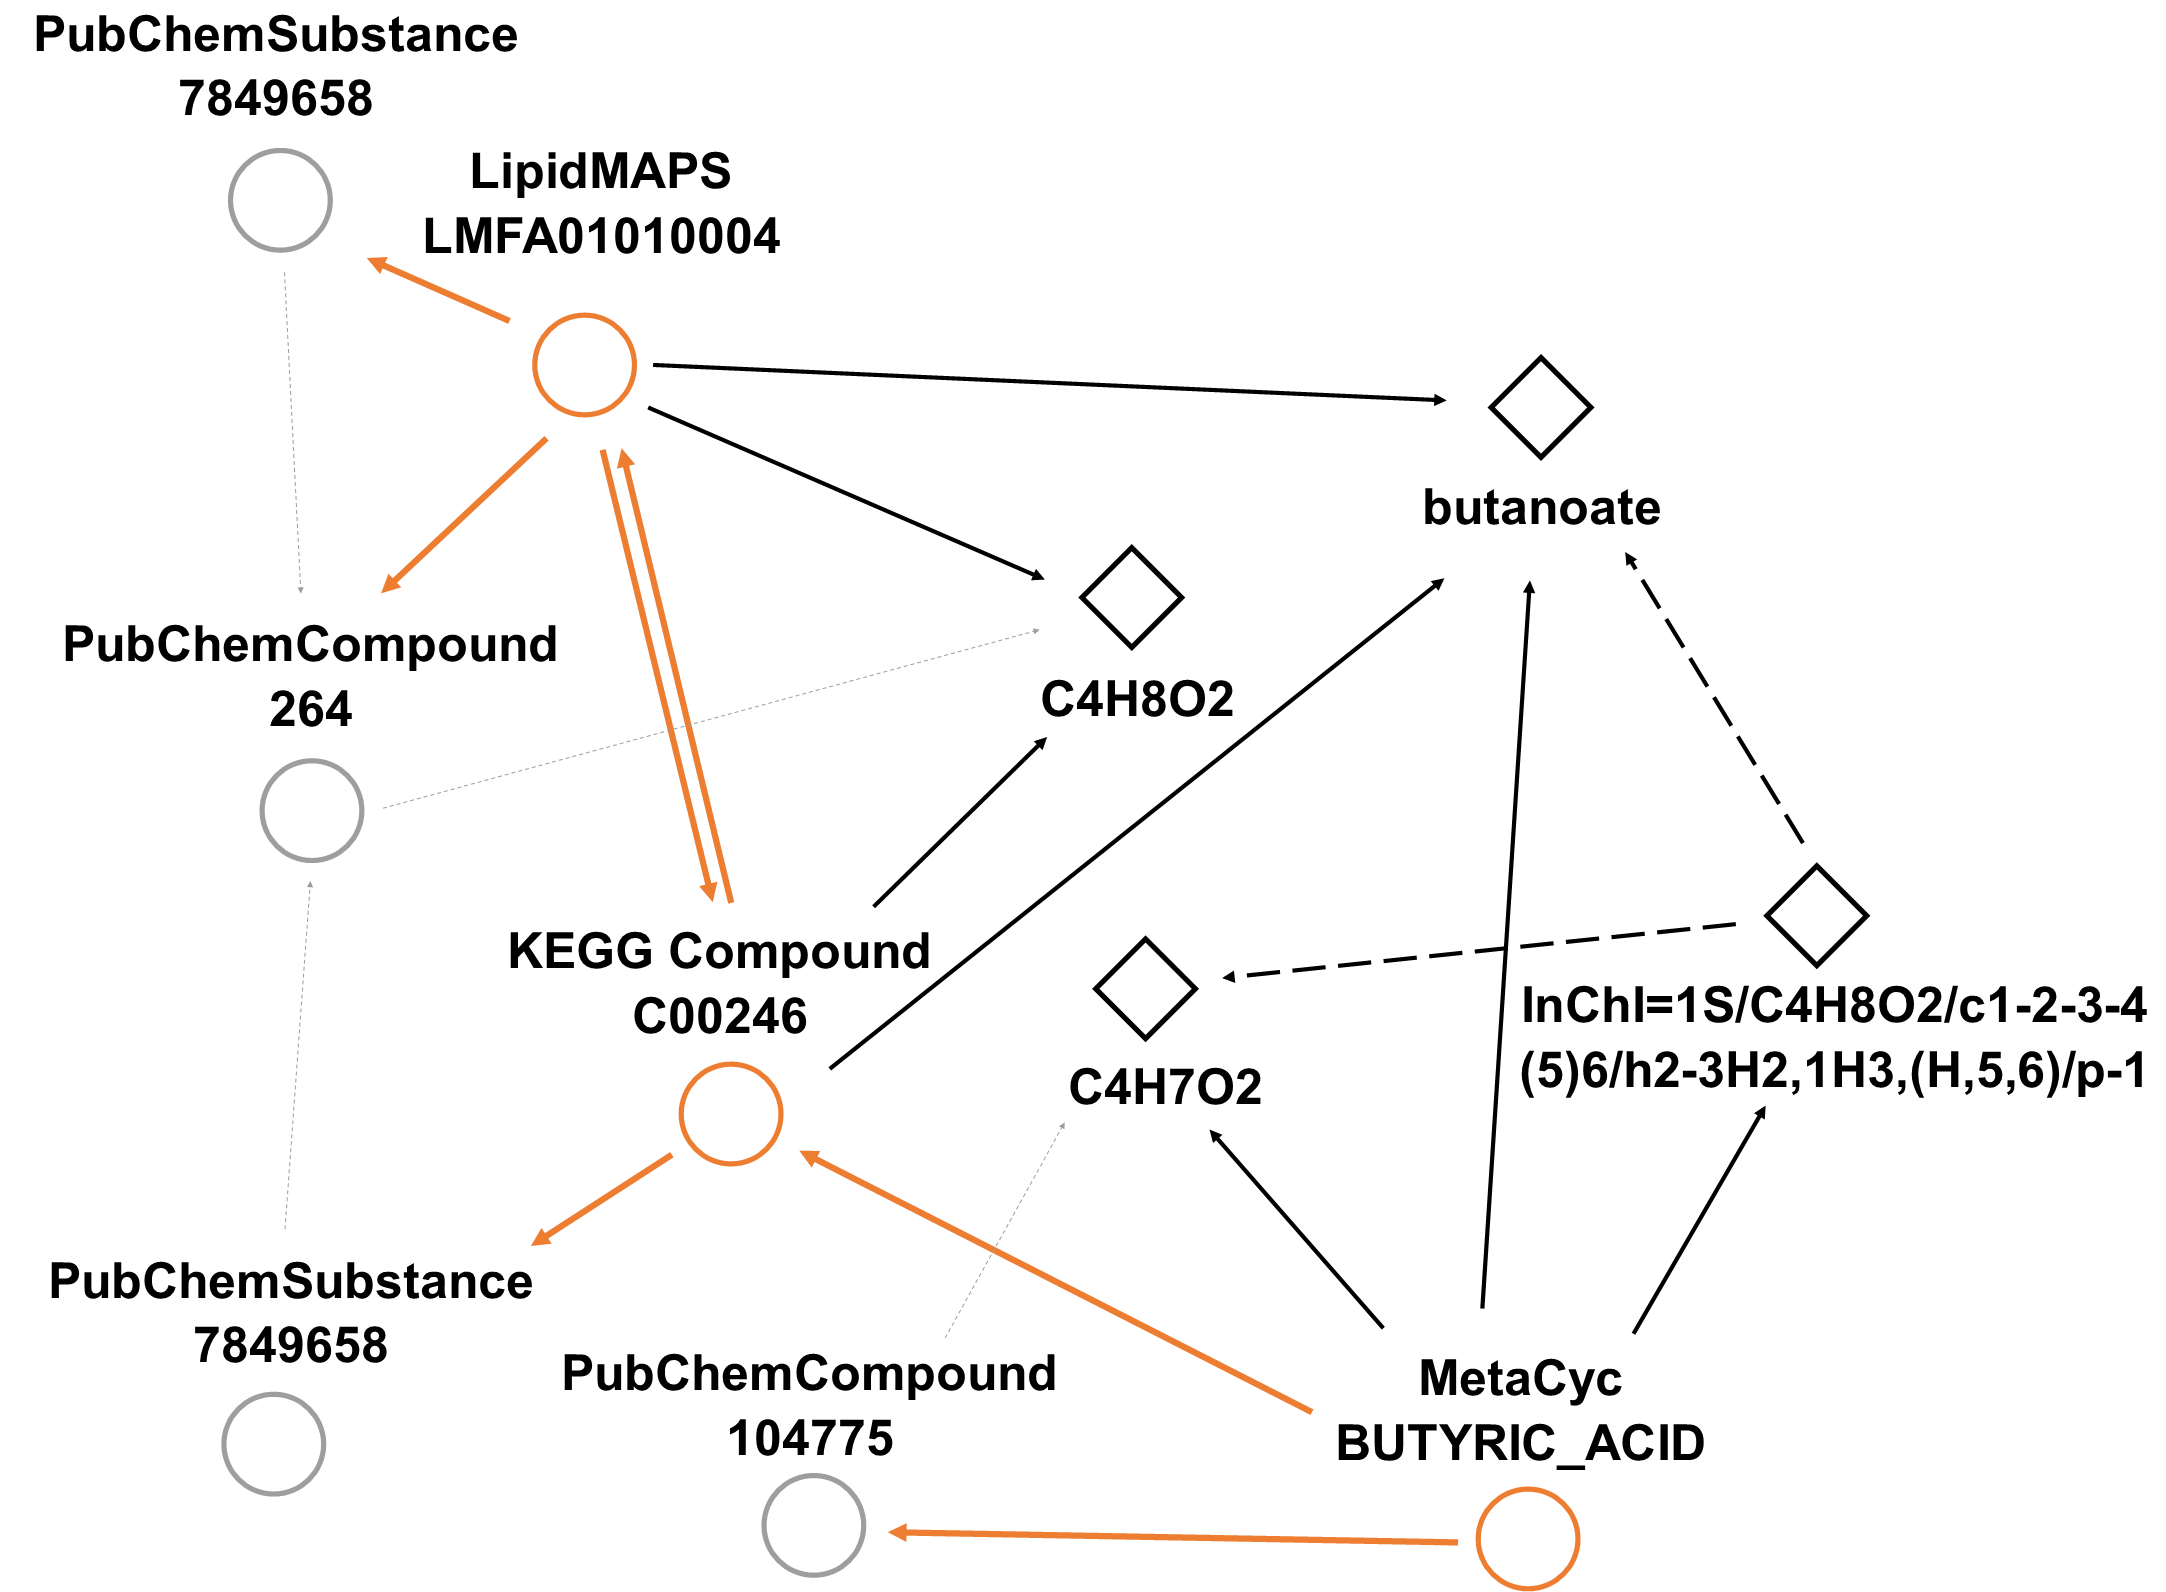 PubChemSubstance
7849658
LipidMAPS
LMFA01010004
butanoate
PubChemCompound
264
C4H8O2
KEGG Compound
C00246
InChI=1S/C4H8O2/c1-2-3-4
(5)6/h2-3H2,1H3,(H,5,6)/p-1
C4H7O2
PubChemSubstance
7849658
PubChemCompound
104775
MetaCyc
BUTYRIC_ACID